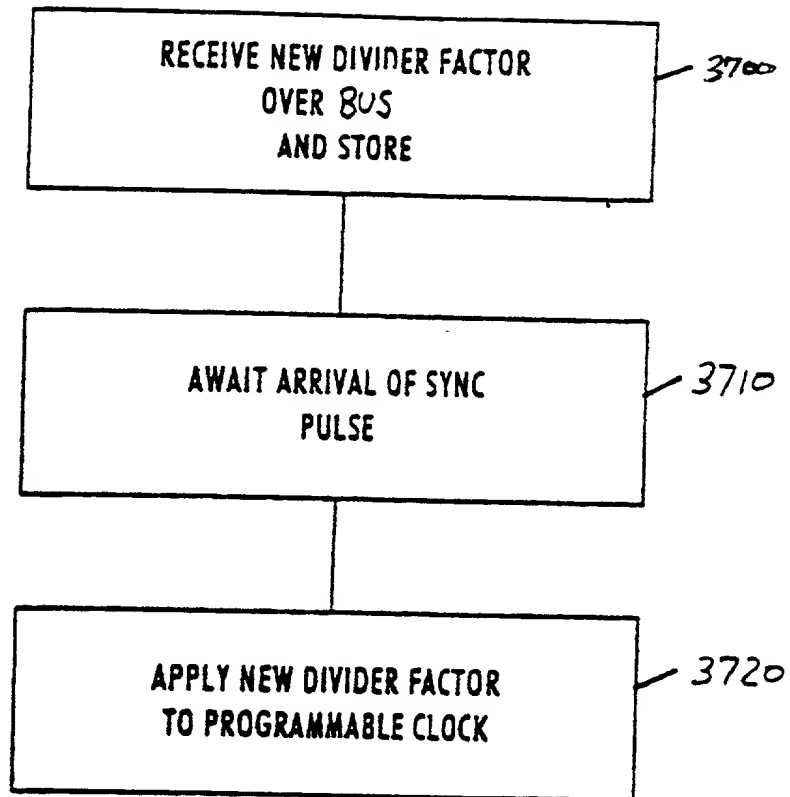 RECEIVE NEW DIVIDER FACTOR
OVER BUS
AND STORE
3700
AWAIT ARRIVAL OF SYNC
PULSE
3710
APPLY NEW DIVIDER FACTOR
TO PROGRAMMABLE CLOCK
3720